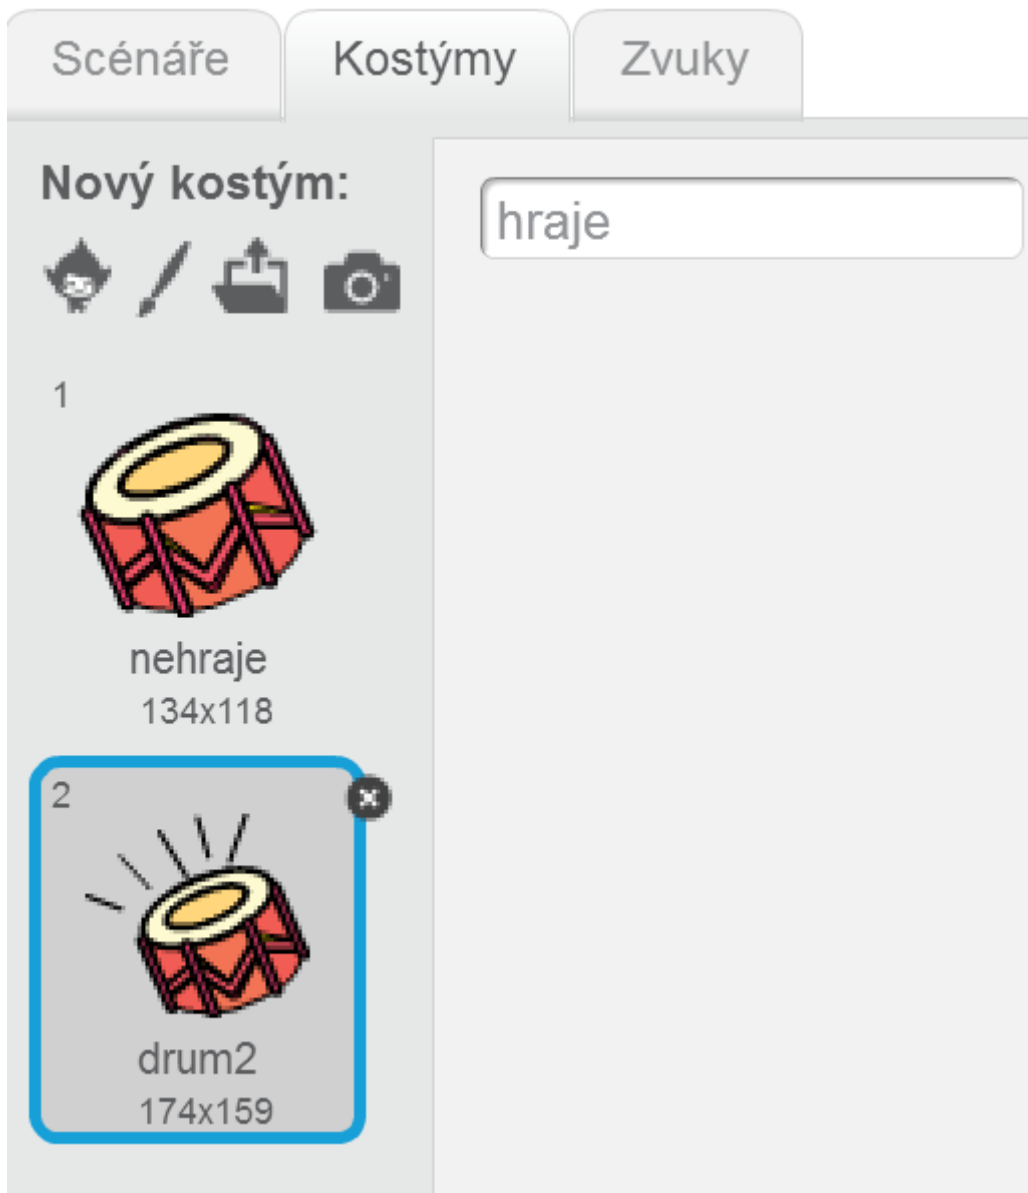 Scénáře Kostýmy Zvuky
Nový kostým:
hraje
1
nehraje
134x118
2
drum2
174x159